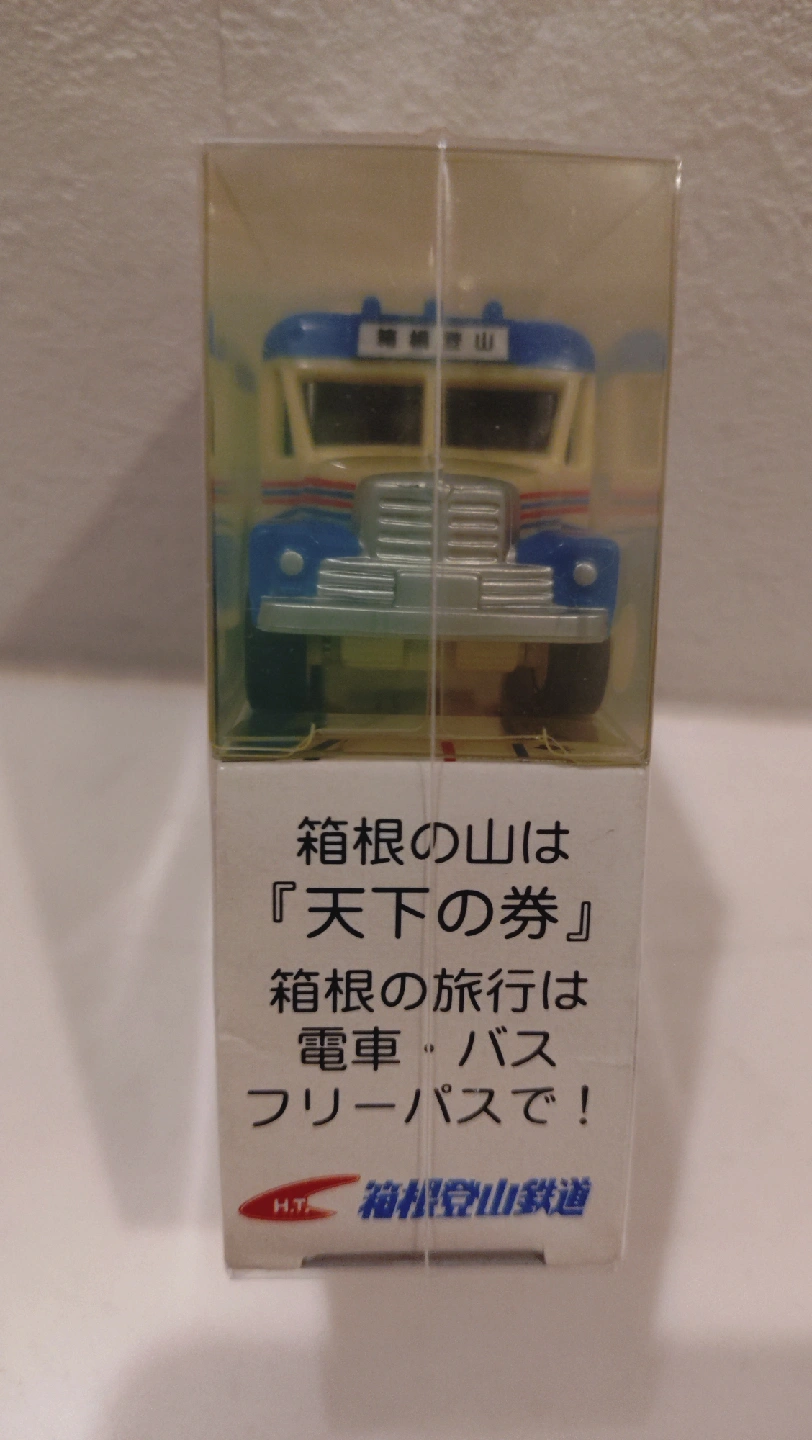 箱根登山
箱根の山は
『天下の券』
箱根の旅行は
電車・バス
フリーパスで！
H.T. 箱根登山鉄道